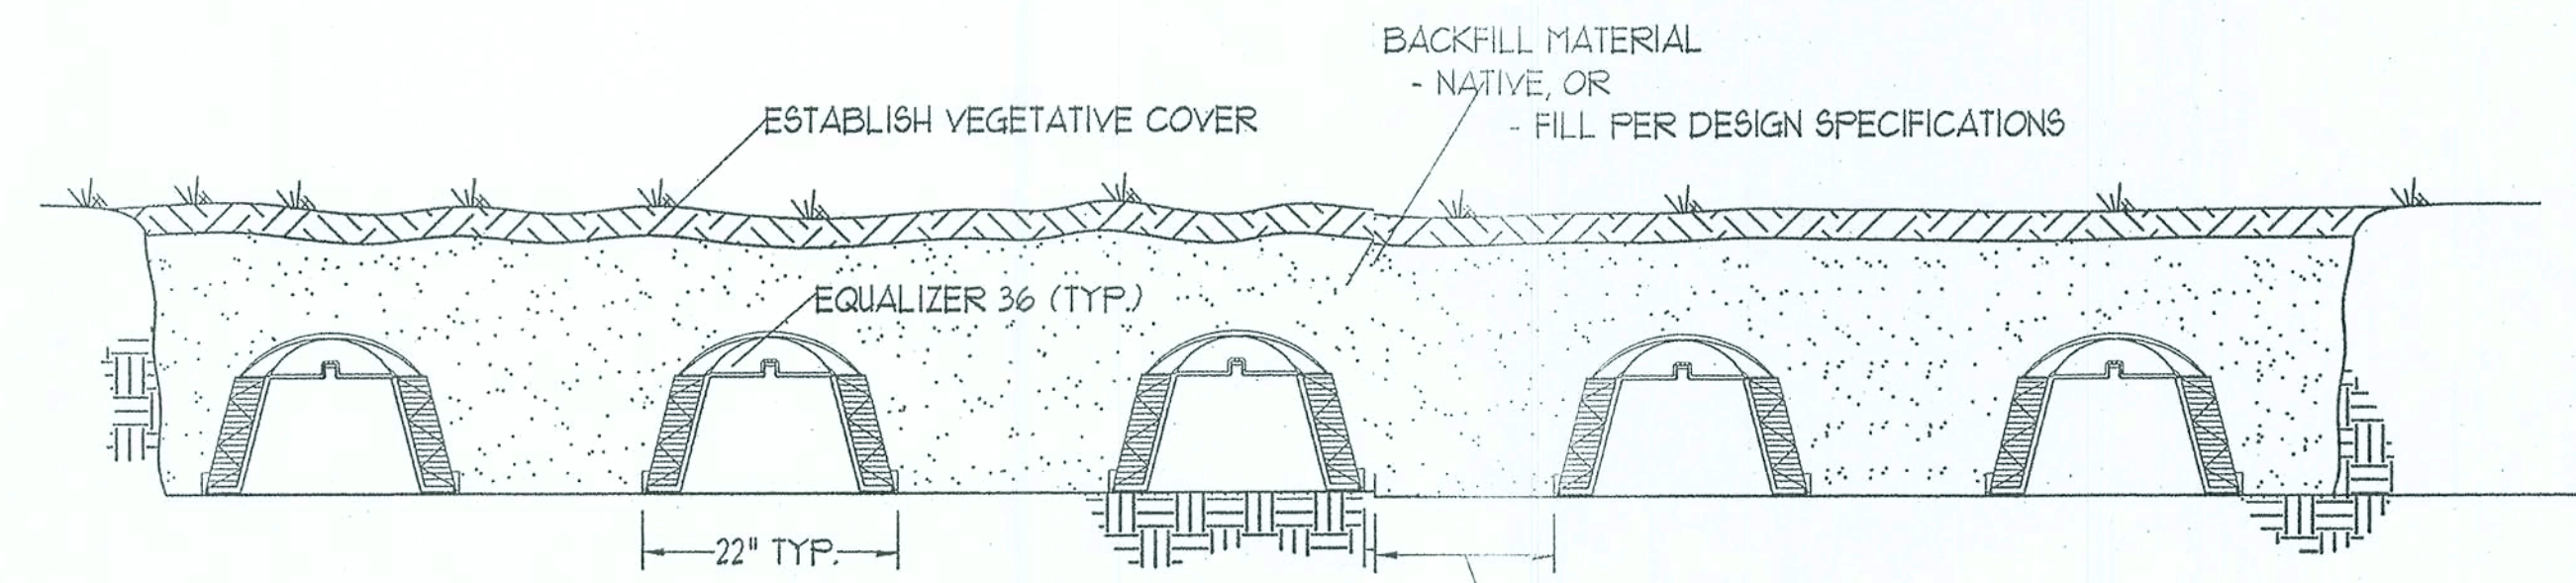 BACKFILL MATERIAL
- NATIVE, OR
- FILL PER DESIGN SPECIFICATIONS
ESTABLISH VEGETATIVE COVER
EQUALIZER 36 (TYP.)
22" TYP.